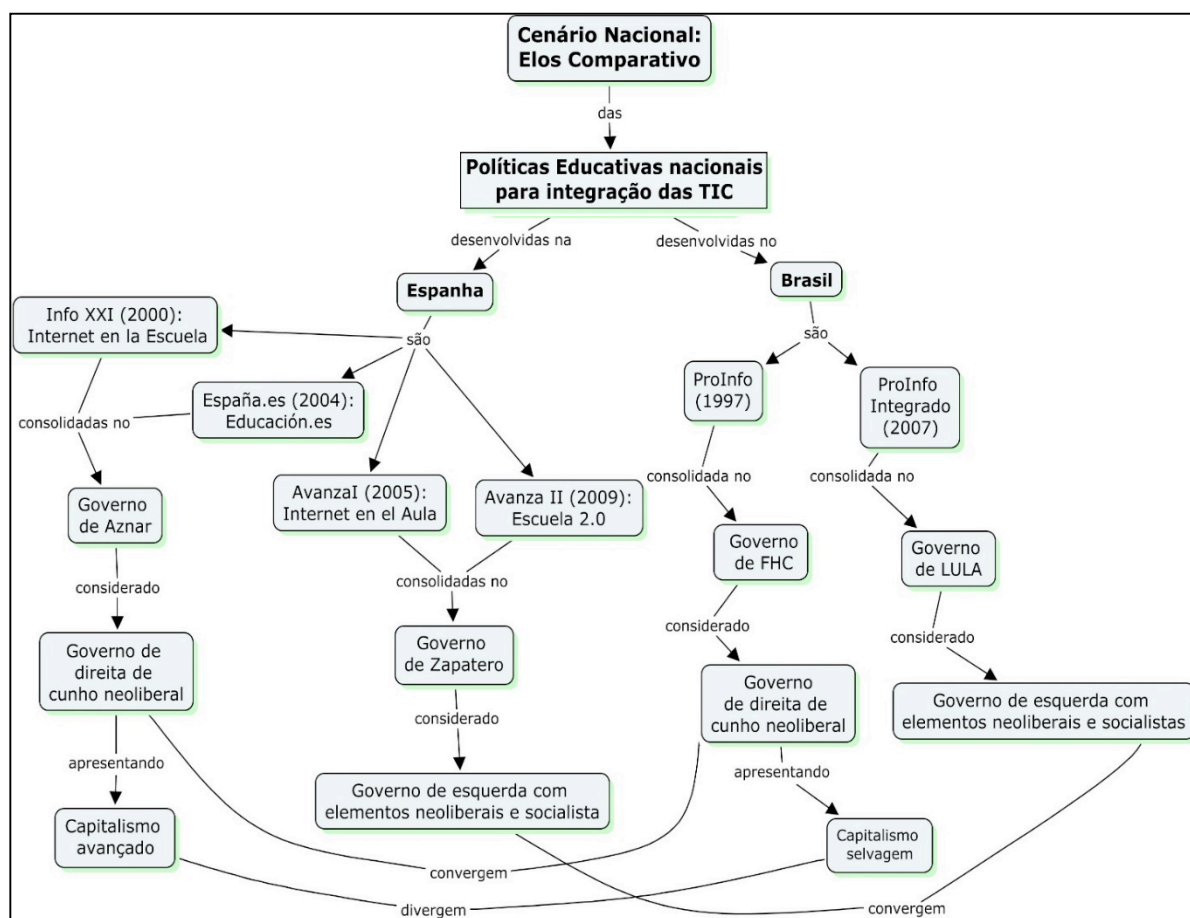 Cenário Nacional:
Elos Comparativo
das
Políticas Educativas nacionais
para integração das TIC
desenvolvidas na
desenvolvidas no
Espanha
Brasil
são
são
Info XXI (2000):
Internet en la Escuela
España.es (2004):
Educación.es
consolidadas no
AvanzaI (2005):
Internet en el Aula
Avanza II (2009):
Escuela 2.0
ProInfo
(1997)
ProInfo
Integrado
(2007)
consolidada no
consolidada no
Governo
de Aznar
consolidadas no
Governo
de FHC
Governo
de LULA
considerado
considerado
considerado
Governo de
direita de
cunho neoliberal
Governo
de Zapatero
considerado
Governo
de direita de
cunho neoliberal
Governo de esquerda com
elementos neoliberais e socialistas
apresentando
apresentando
Governo de esquerda com
elementos neoliberais e socialista
Capitalismo
avançado
Capitalismo
selvagem
convergem
divergem
convergem